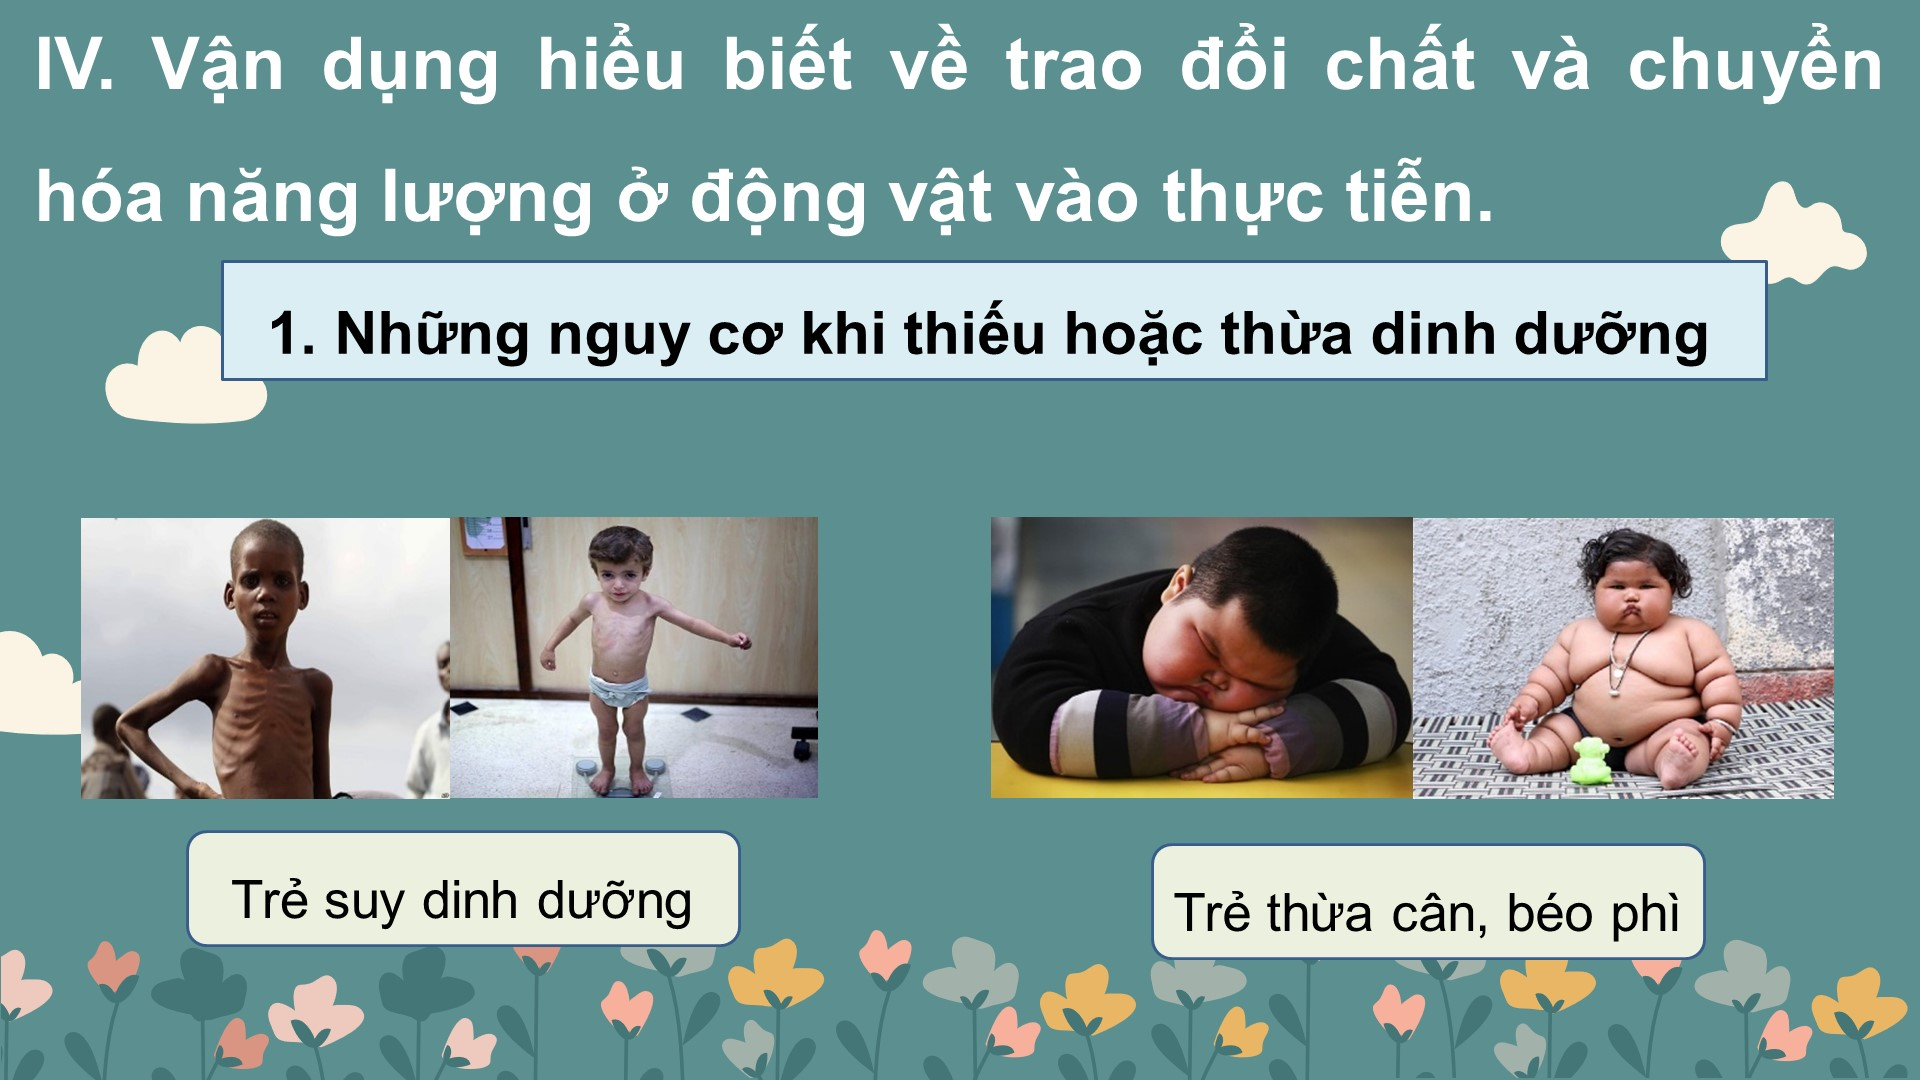 IV. Vận dụng hiểu biết về trao đổi chất và chuyển
hóa năng lượng ở động vật vào thực tiễn.
1. Những nguy cơ khi thiếu hoặc thừa dinh dưỡng
Trẻ suy dinh dưỡng
Trẻ thừa cân, béo phì